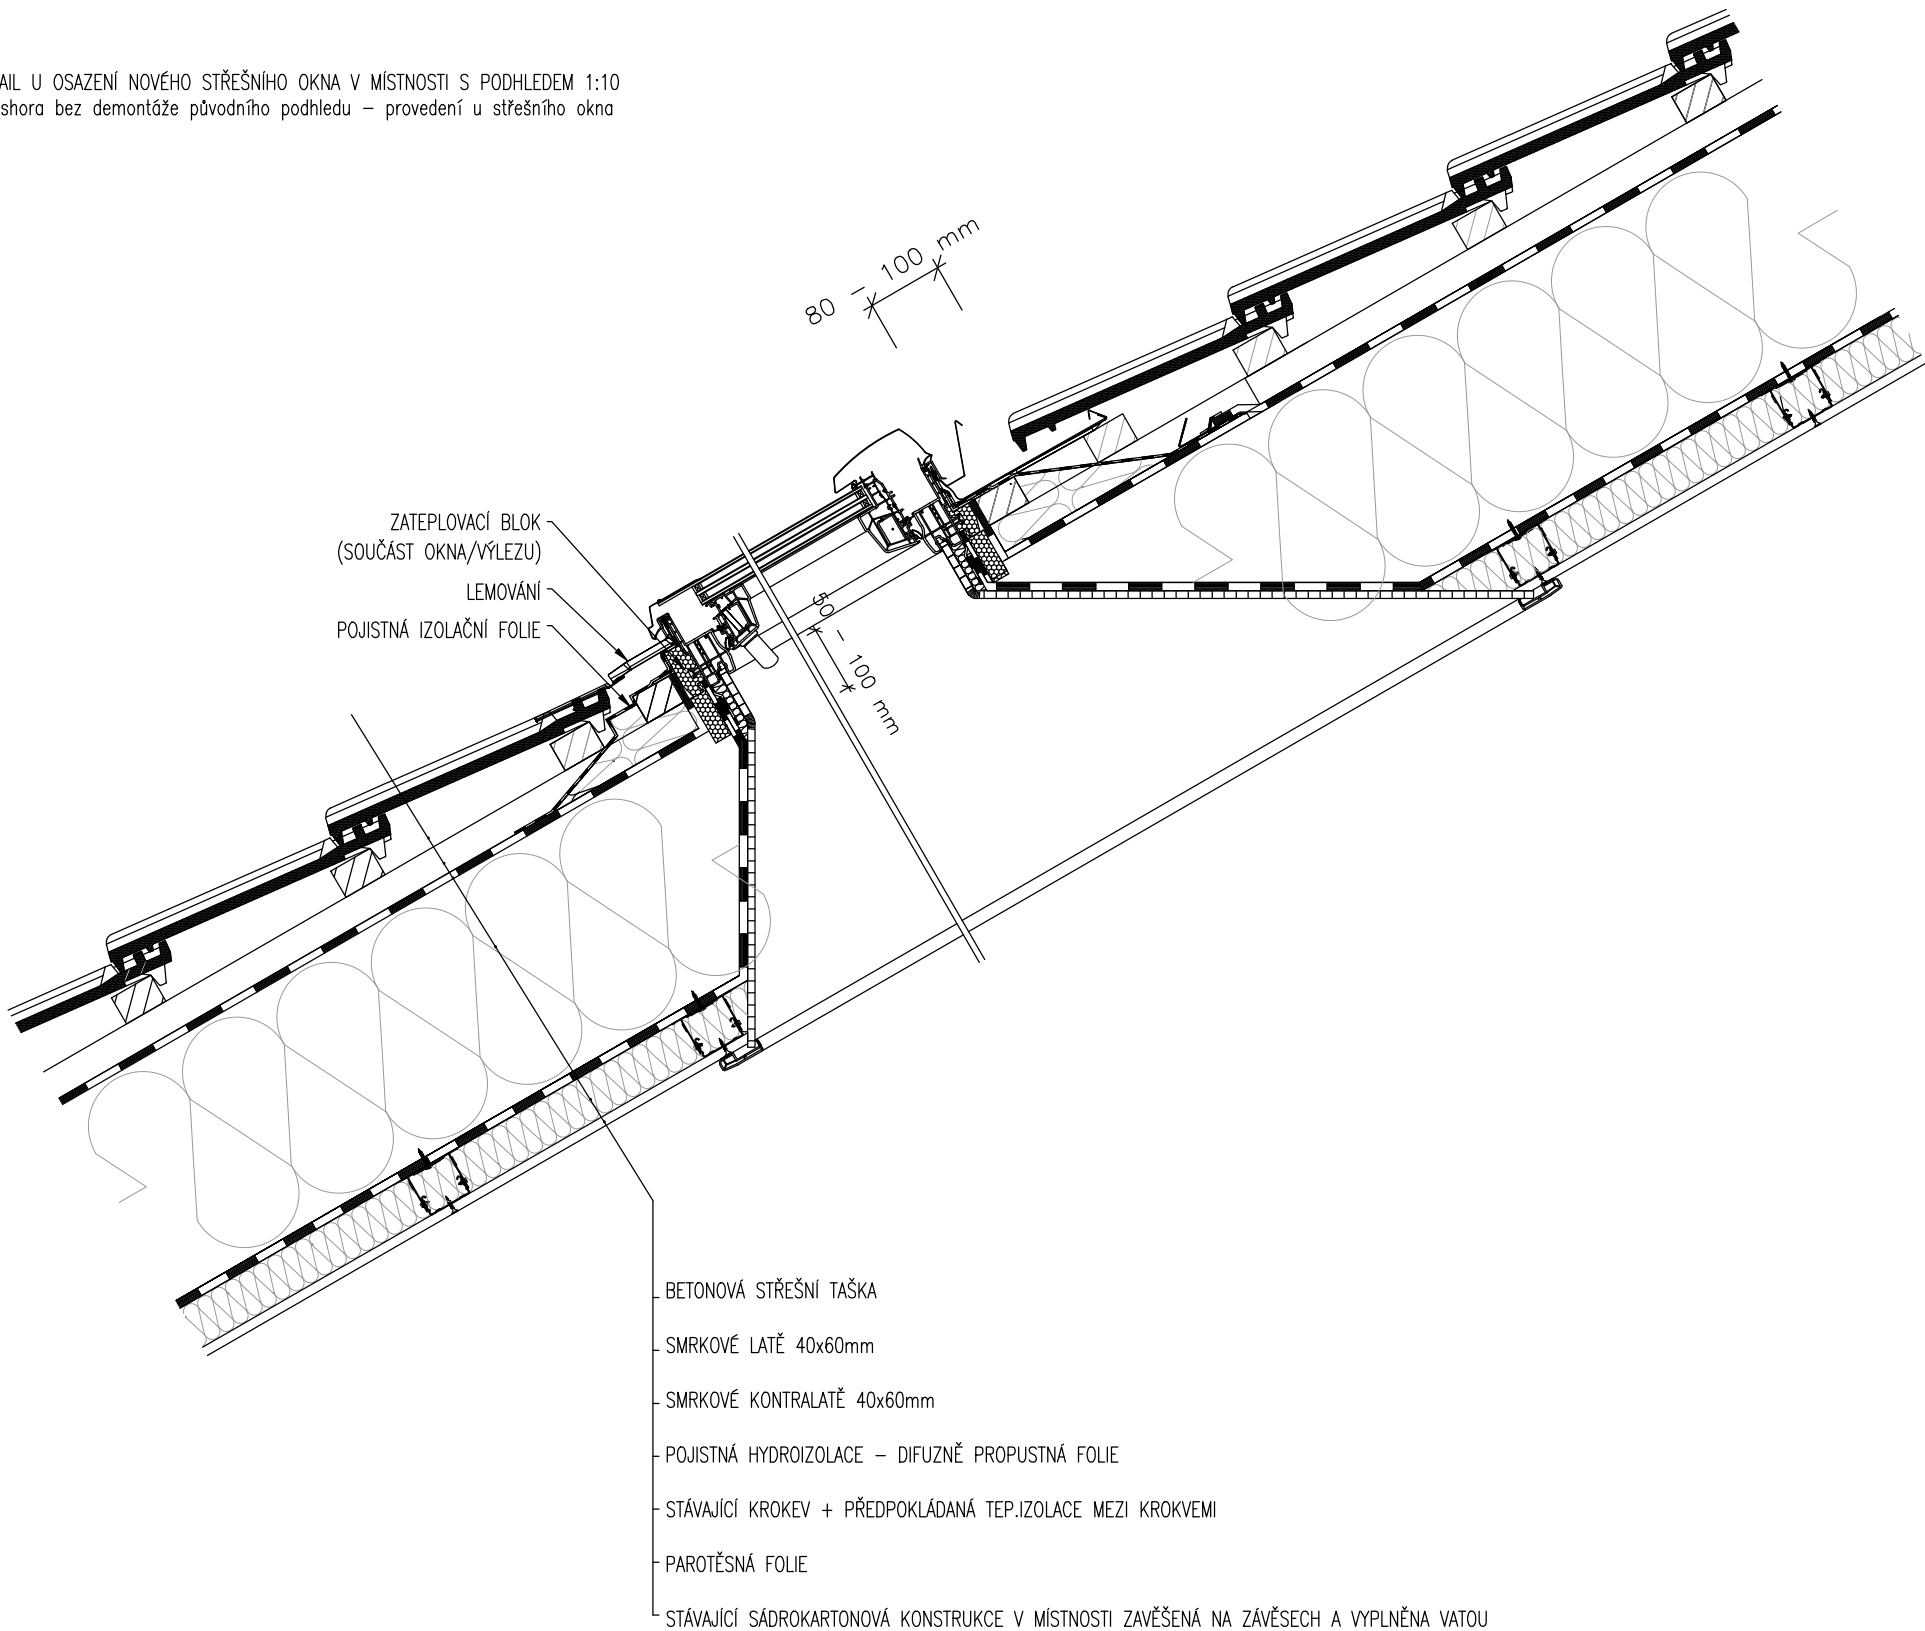 AIL U OSAZENÍ NOVÉHO STŘEŠNÍHO OKNA V MÍSTNOSTI S PODHLEDEM 1:10
shora bez demontáže původního podhledu – provedení u střešního okna
80 – 100 mm
ZATEPLOVACÍ BLOK
(SOUČÁST OKNA/VÝLEZU)
LEMOVÁNÍ
POJISTNÁ IZOLAČNÍ FOLIE
50 – 100 mm
BETONOVÁ STŘEŠNÍ TAŠKA
SMRKOVÉ LATĚ 40x60mm
SMRKOVÉ KONTRALATĚ 40x60mm
POJISTNÁ HYDROIZOLACE – DIFUZNĚ PROPUSTNÁ FOLIE
STÁVAJÍCÍ KROKEV + PŘEDPOKLÁDANÁ TEP.IZOLACE MEZI KROKVEMI
PAROTĚSNÁ FOLIE
STÁVAJÍCÍ SÁDROKARTONOVÁ KONSTRUKCE V MÍSTNOSTI ZAVĚŠENÁ NA ZÁVĚSECH A VYPLNĚNA VATOU